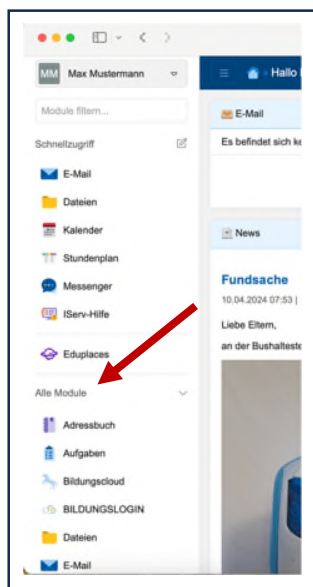 MM Max Mustermann
Hallo
Module filtern...
E-Mail
Schnellzugriff
Es befindet sich ke
E-Mail
Dateien
Kalender
News
Stundenplan
Messenger
Fundsache
10.04.2024 07:53 |
IServ-Hilfe
Liebe Eltern,
Eduplaces
an der Bushalteste
Alle Module
Adressbuch
Aufgaben
Bildungscloud
BILDUNGSLOGIN
Dateien
E-Mail